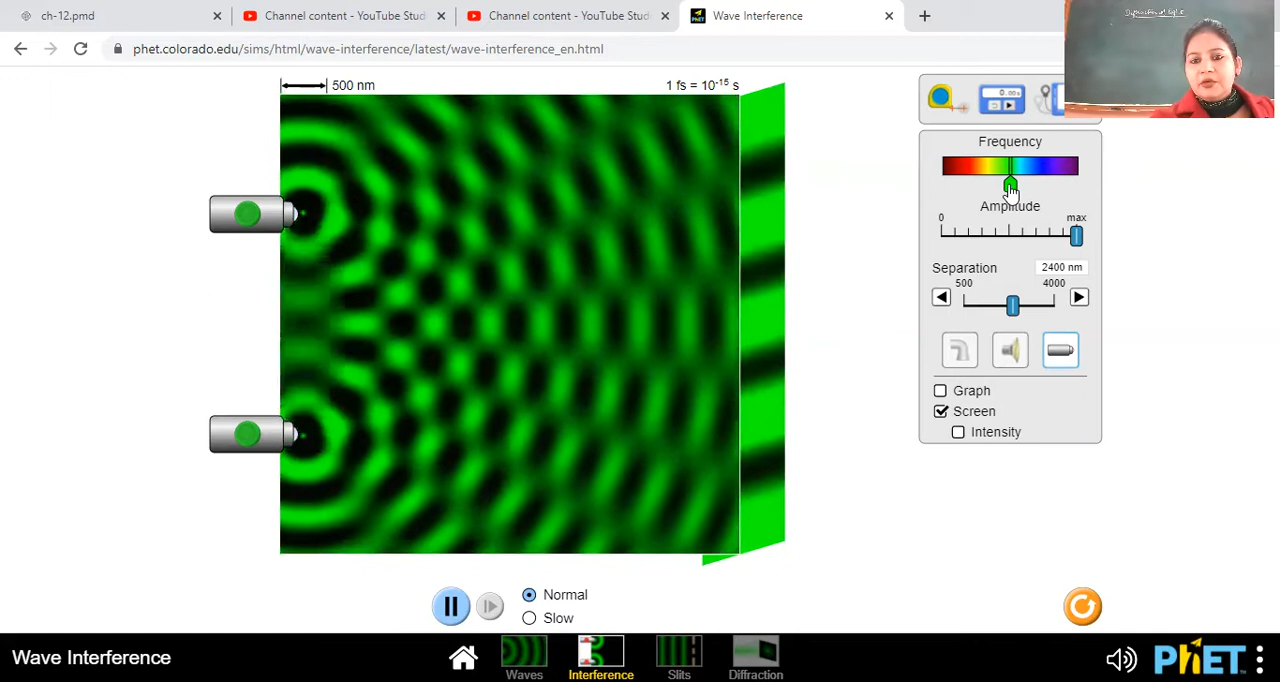 ch-12.pmd
Channel content - YouTube Stud
Channel content - YouTube Stud
Wave Interference
phet.colorado.edu/sims/html/wave-interference/latest/wave-interference_en.html
500 nm
1 fs = 10⁻¹⁵ s
0.00
Frequency
Amplitude
0
max
Separation
2400 nm
500
4000
Graph
Screen
Intensity
Normal
Slow
Wave Interference
Waves
Interference
Slits
Diffraction
PhET